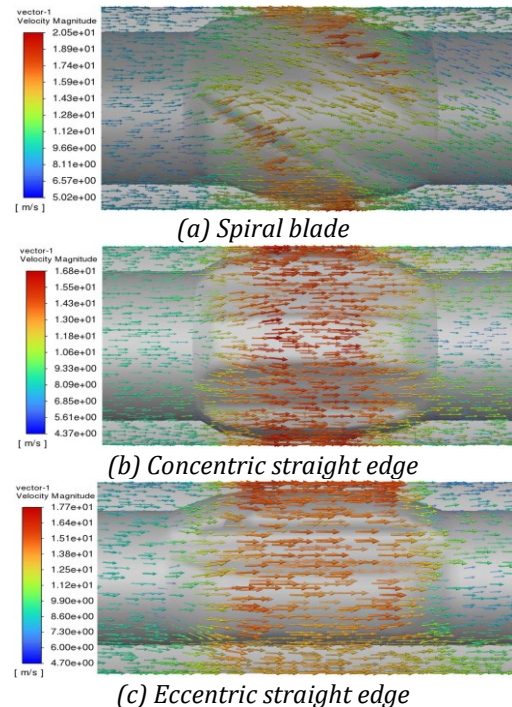 vector-1
Velocity Magnitude
2.05e+01
1.89e+01
1.74e+01
1.59e+01
1.43e+01
1.28e+01
1.12e+01
9.66e+00
8.11e+00
6.57e+00
5.02e+00
[ m/s ]
(a) Spiral blade
vector-1
Velocity Magnitude
1.68e+01
1.55e+01
1.43e+01
1.30e+01
1.18e+01
1.06e+01
9.33e+00
8.09e+00
6.85e+00
5.61e+00
4.37e+00
[ m/s ]
(b) Concentric straight edge
vector-1
Velocity Magnitude
1.77e+01
1.64e+01
1.51e+01
1.38e+01
1.25e+01
1.12e+01
9.90e+00
8.60e+00
7.30e+00
6.00e+00
4.70e+00
[ m/s ]
(c) Eccentric straight edge